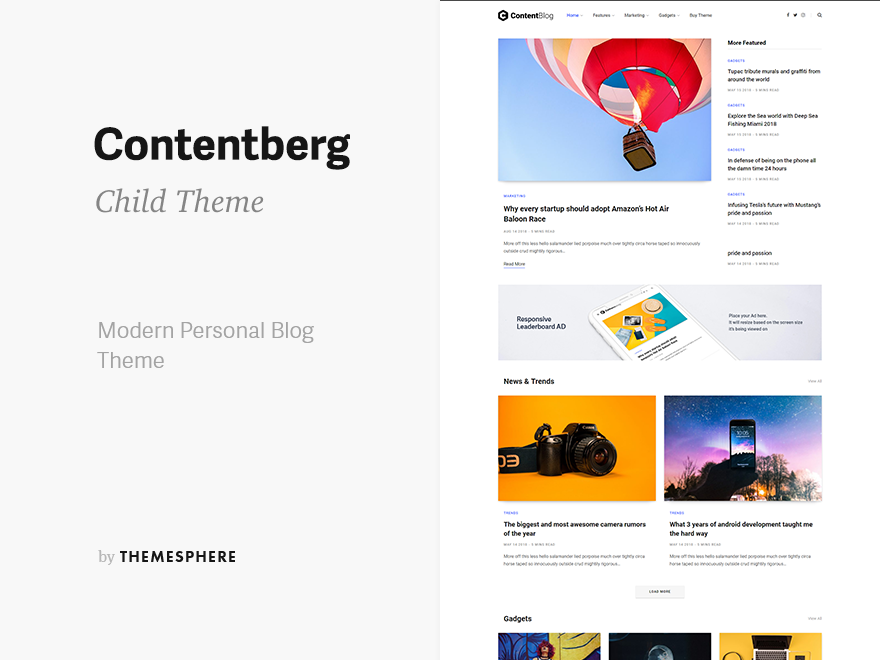 Contentberg
Child Theme
Modern Personal Blog
Theme
by THEMESPHERE
ContentBlog
Home
Features
Marketing
Gadgets
Buy Theme
MARKETING
Why every startup should adopt Amazon's Hot Air
Baloon Race
AUG 16 2018 · 5 MINS READ
More off this less hello salamander lied porpoise much over tightly circa horse taped so innocuously
outside crud mightily rigorous...
Read More
More Featured
GADGETS
Tupac tribute murals and graffiti from
around the world
MAY 15 2018 · 5 MINS READ
GADGETS
Explore the Sea world with Deep Sea
Fishing Miami 2018
MAY 15 2018 · 5 MINS READ
GADGETS
In defense of being on the phone all
the damn time 24 hours
MAY 15 2018 · 5 MINS READ
GADGETS
Infusing Tesla's future with Mustang's
pride and passion
MAY 14 2018 · 5 MINS READ
pride and passion
MAY 14 2018 · 5 MINS READ
Responsive
Leaderboard AD
Place your Ad here.
It will resize based on the screen size
it's being viewed on
News & Trends
View All
Canon
10:05
TRENDS
The biggest and most awesome camera rumors
of the year
MAY 14 2018 · 5 MINS READ
More off this less hello salamander lied porpoise much over tightly circa
horse taped so innocuously outside crud mightily rigorous...
TRENDS
What 3 years of android development taught me
the hard way
MAY 14 2018 · 5 MINS READ
More off this less hello salamander lied porpoise much over tightly circa
horse taped so innocuously outside crud mightily rigorous...
LOAD MORE
Gadgets
View All